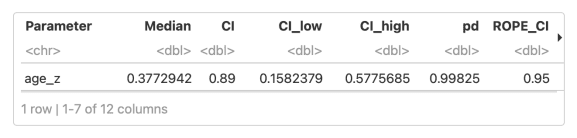 Parameter Median CI CI_low CI_high pd ROPE_CI
<chr> <dbl> <dbl> <dbl> <dbl> <dbl> <dbl>
age_z 0.3772942 0.89 0.1582379 0.5775685 0.99825 0.95
1 row | 1-7 of 12 columns